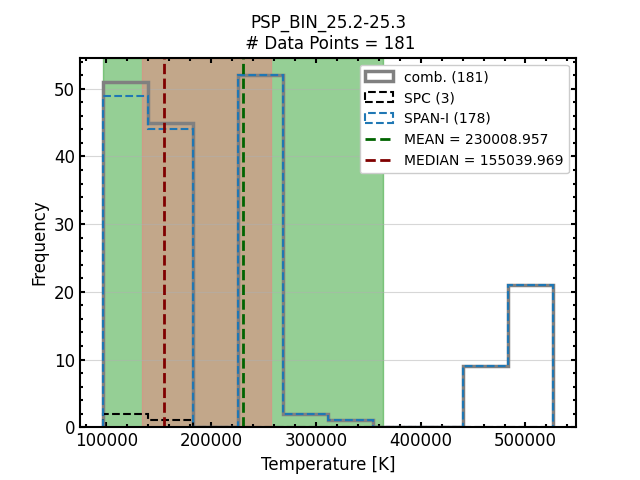 PSP_BIN_25.2-25.3
# Data Points = 181
comb. (181)
SPC (3)
SPAN-I (178)
MEAN = 230008.957
MEDIAN = 155039.969
Frequency
50
40
30
20
10
0
100000 200000 300000 400000 500000
Temperature [K]